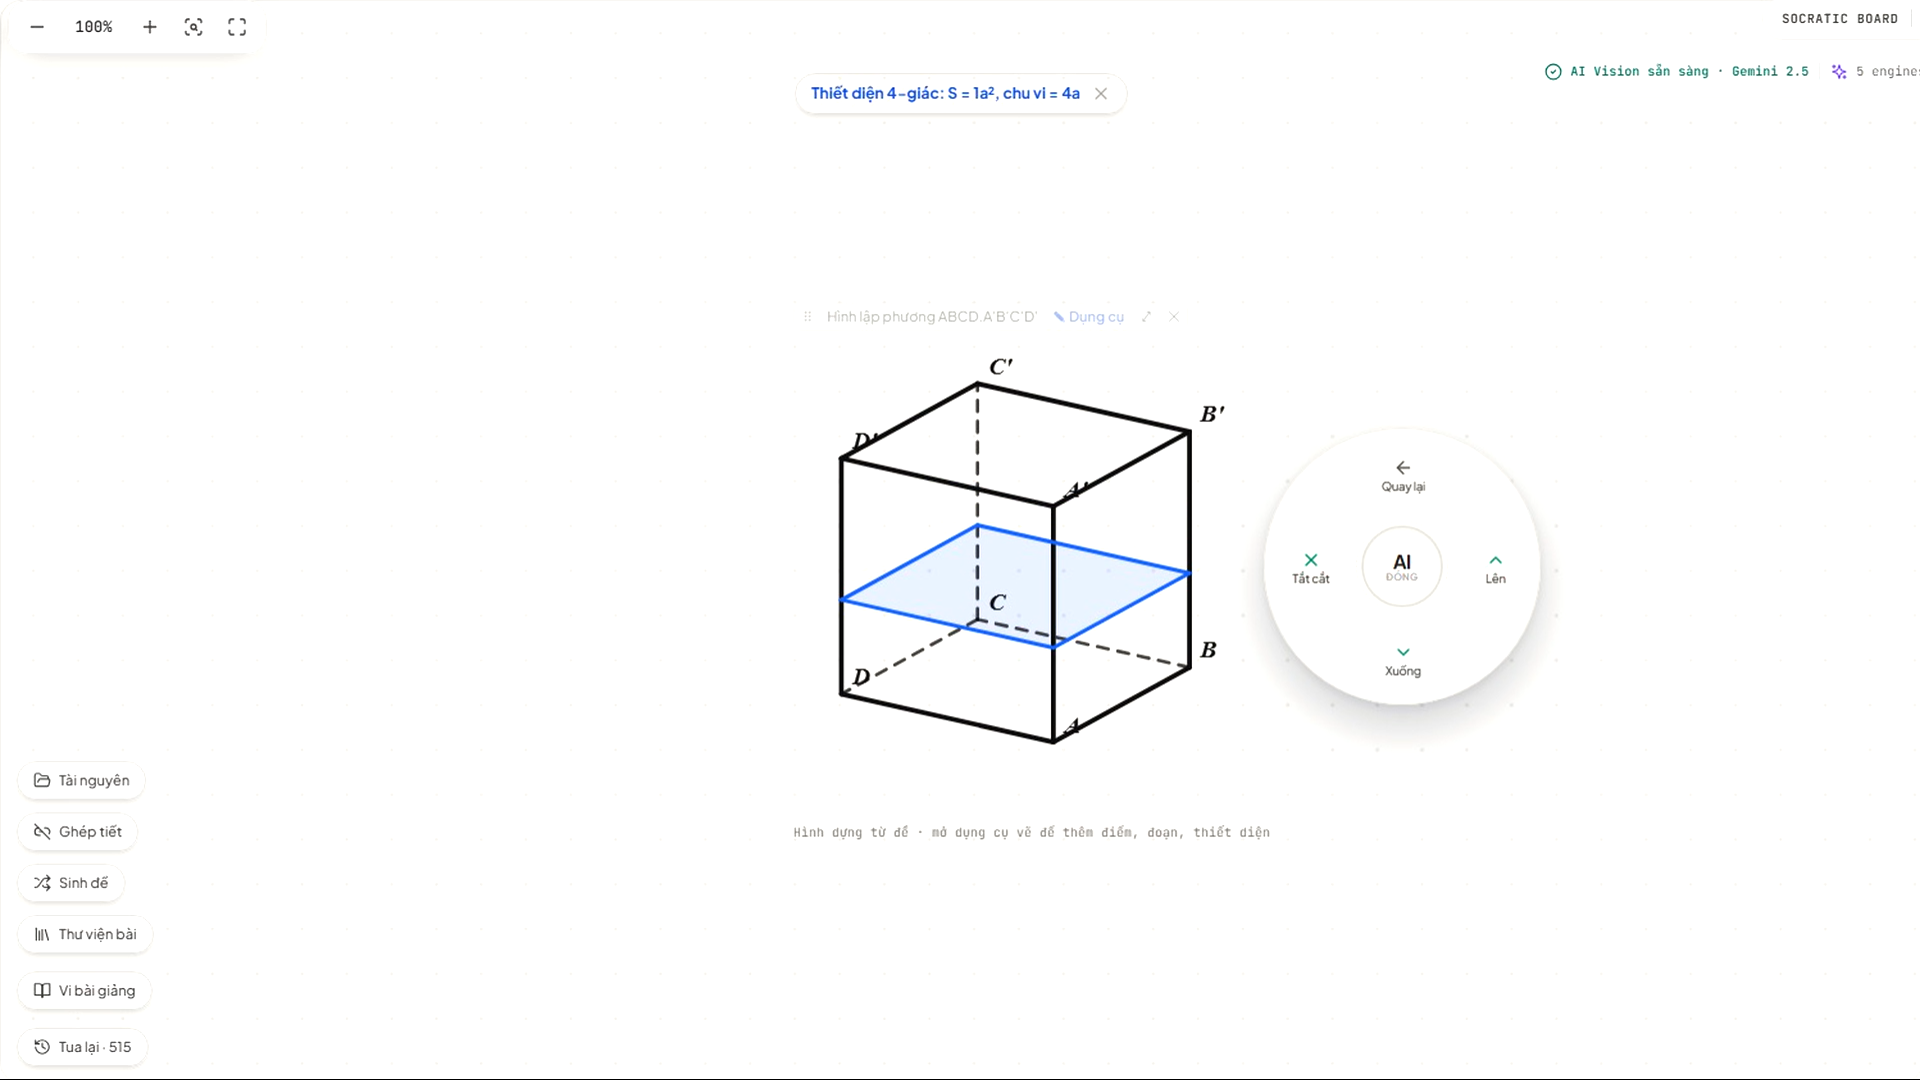 100%
SOCRATIC BOARD
AI Vision sẵn sàng · Gemini 2.5
5 engines
Thiết diện 4-giác: S = 1a², chu vi = 4a
Hình lập phương ABCD.A'B'C'D'
Dụng cụ
C'
B'
D'
A'
C
B
D
A
Quay lại
Tắt cắt
AI
ĐÓNG
Lên
Xuống
Hình dựng từ đề · mở dụng cụ vẽ để thêm điểm, đoạn, thiết diện
Tài nguyên
Ghép tiết
Sinh đề
Thư viện bài
Vi bài giảng
Tua lại · 515